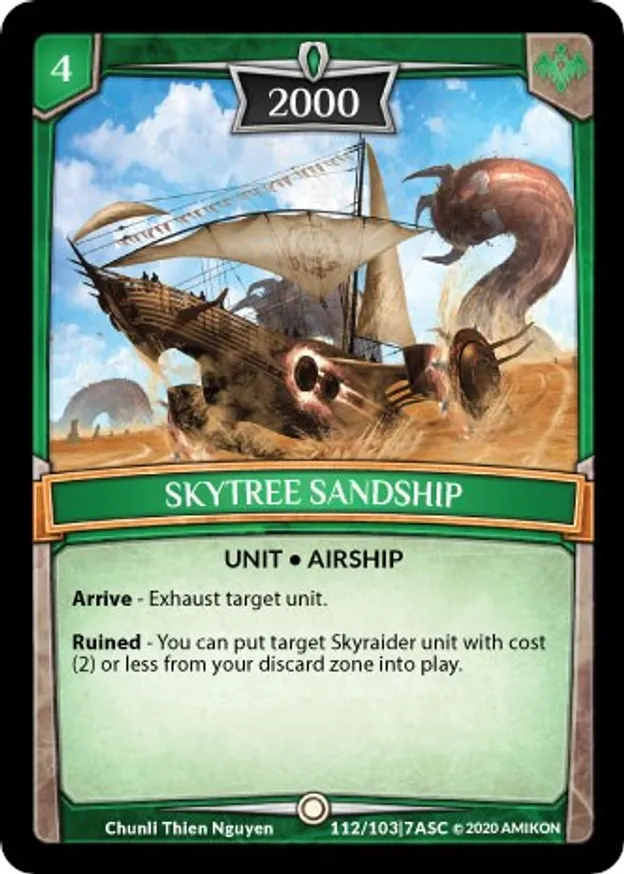 4
2000
SKYTREE SANDSHIP
UNIT • AIRSHIP
Arrive - Exhaust target unit.
Ruined - You can put target Skyraider unit with cost
(2) or less from your discard zone into play.
Chunli Thien Nguyen 112/103|7ASC © 2020 AMIKON